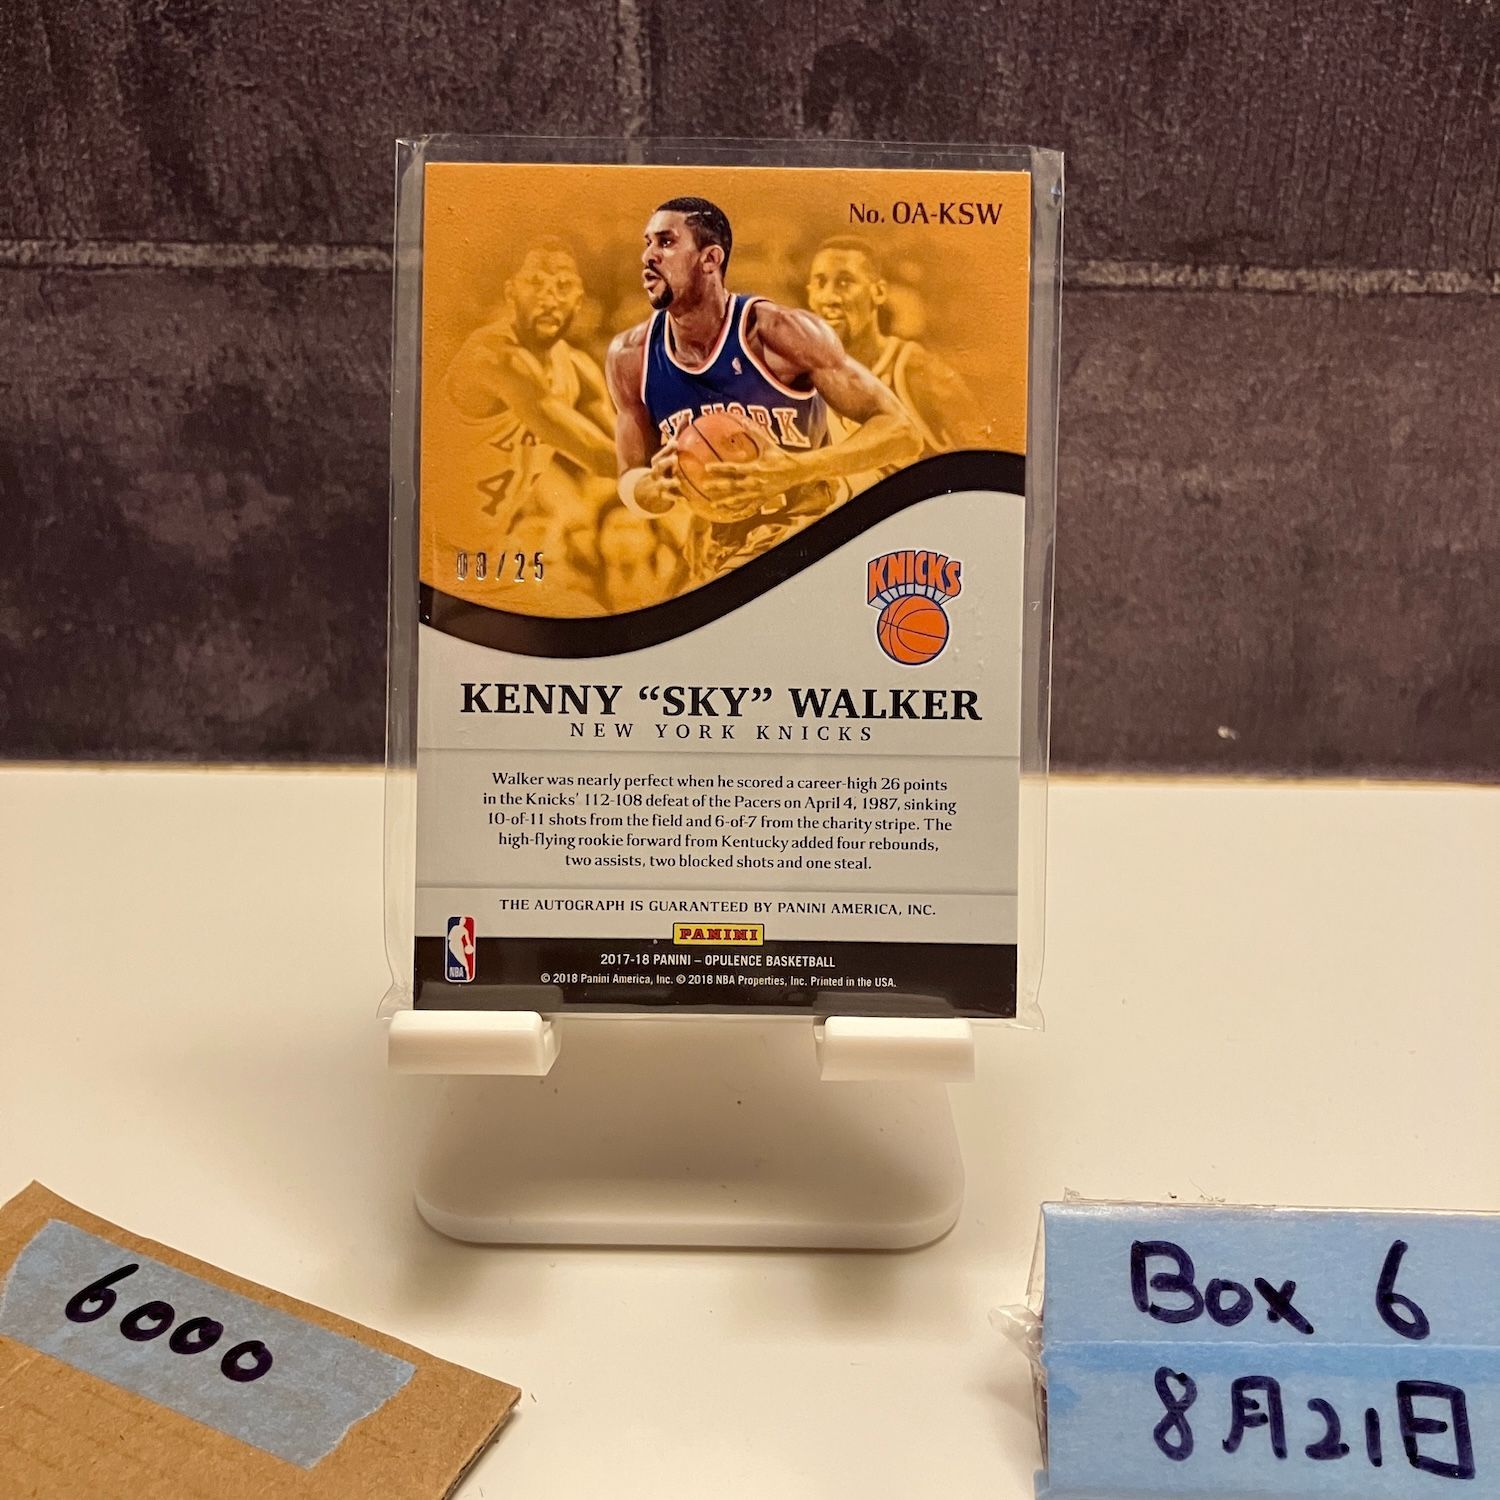 No. OA-KSW
YORK
4
08/25
KNICKS
KENNY “SKY” WALKER
NEW YORK KNICKS
Walker was nearly perfect when he scored a career-high 26 points
in the Knicks' 112-108 defeat of the Pacers on April 4, 1987, sinking
10-of-11 shots from the field and 6-of-7 from the charity stripe. The
high-flying rookie forward from Kentucky added four rebounds,
two assists, two blocked shots and one steal.
THE AUTOGRAPH IS GUARANTEED BY PANINI AMERICA, INC.
PANINI
NBA
2017-18 PANINI – OPULENCE BASKETBALL
© 2018 Panini America, Inc. © 2018 NBA Properties, Inc. Printed in the USA.
6000
Box 6
8月21日